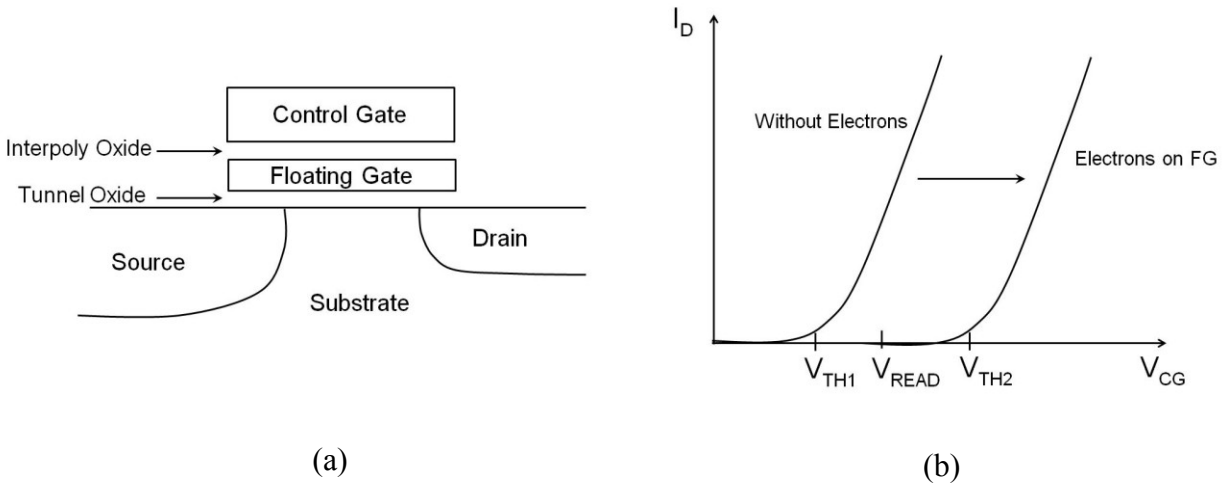 Control Gate
Interpoly Oxide
Floating Gate
Tunnel Oxide
Source
Drain
Substrate
(a)
I_D
Without Electrons
Electrons on FG
V_TH1 V_READ V_TH2 V_CG
(b)